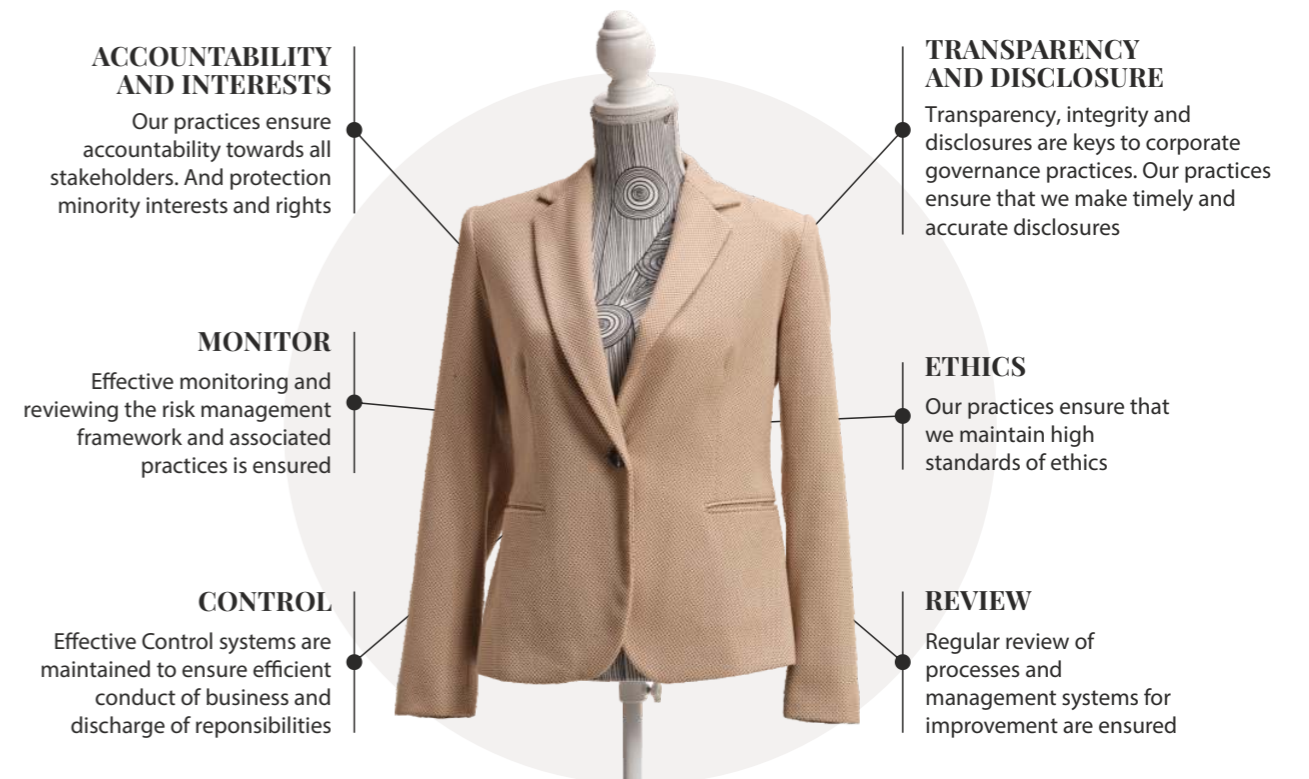 ACCOUNTABILITY
AND INTERESTS
Our practices ensure
accountability towards all
stakeholders. And protection
minority interests and rights
MONITOR
Effective monitoring and
reviewing the risk management
framework and associated
practices is ensured
CONTROL
Effective Control systems are
maintained to ensure efficient
conduct of business and
discharge of reponsibilities
TRANSPARENCY
AND DISCLOSURE
Transparency, integrity and
disclosures are keys to corporate
governance practices. Our practices
ensure that we make timely and
accurate disclosures
ETHICS
Our practices ensure that
we maintain high
standards of ethics
REVIEW
Regular review of
processes and
management systems for
improvement are ensured